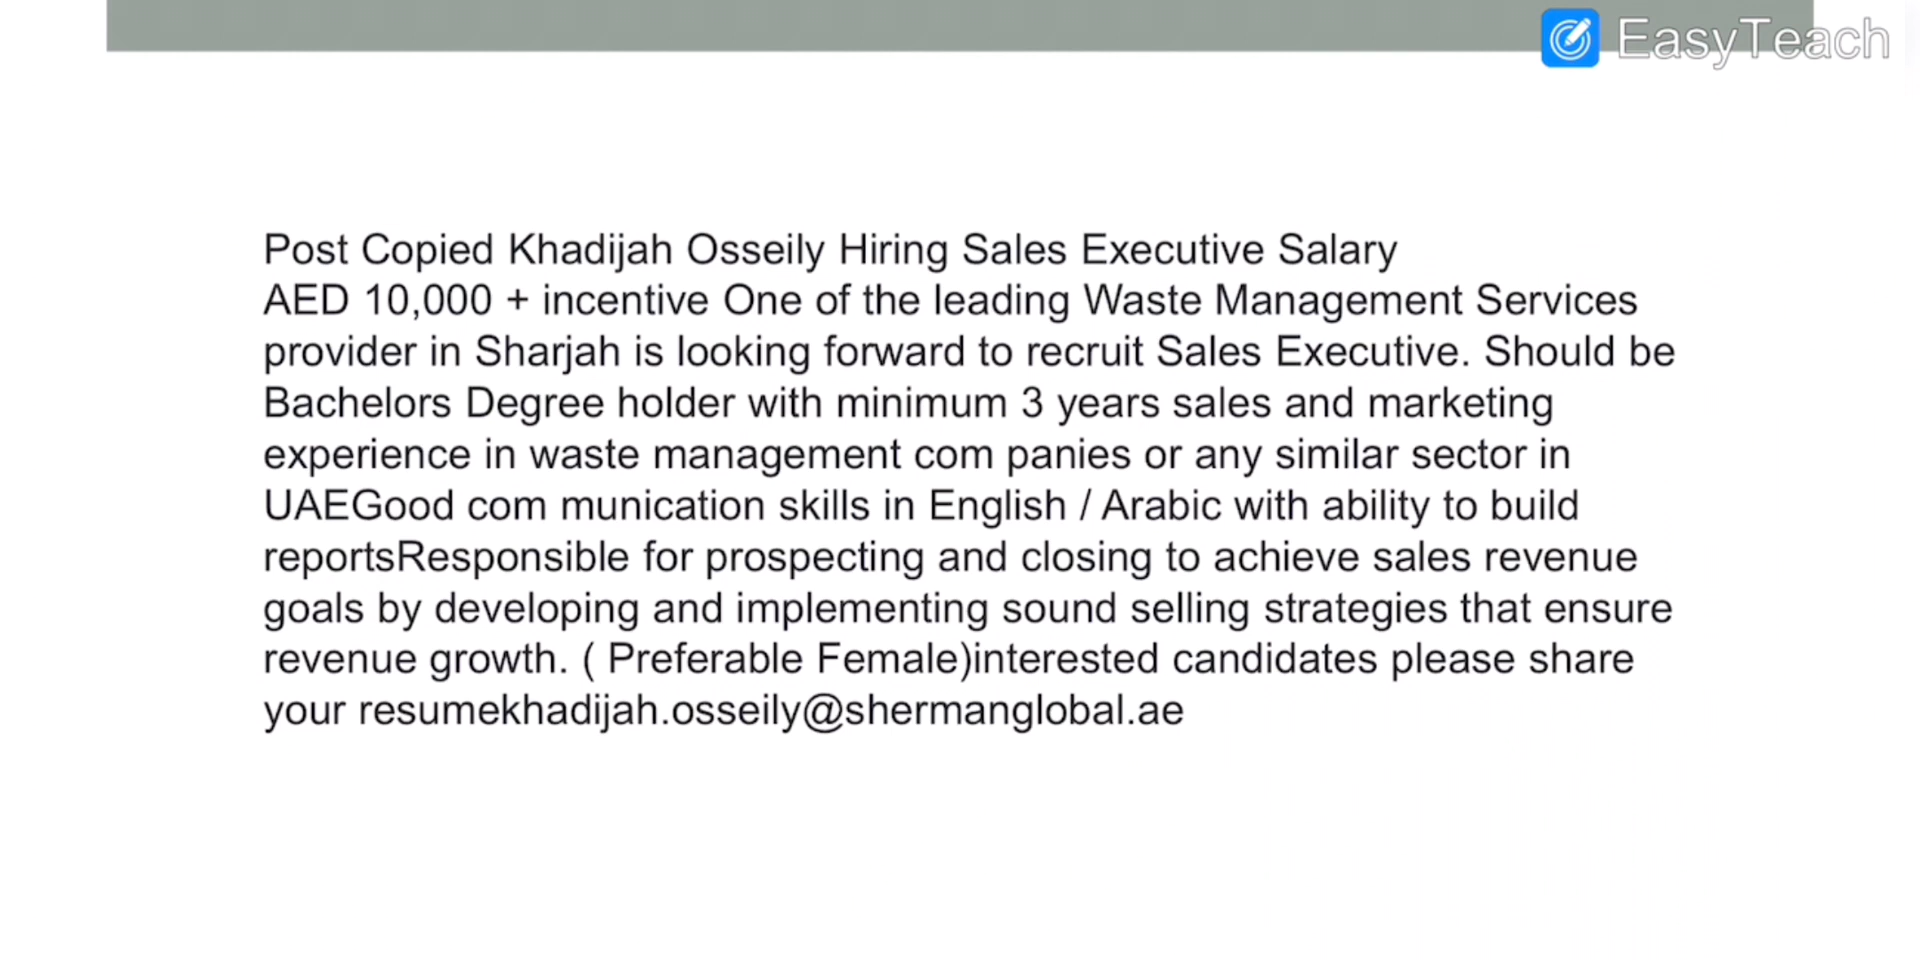 EasyTeach
Post Copied Khadijah Osseily Hiring Sales Executive Salary
AED 10,000 + incentive One of the leading Waste Management Services
provider in Sharjah is looking forward to recruit Sales Executive. Should be
Bachelors Degree holder with minimum 3 years sales and marketing
experience in waste management com panies or any similar sector in
UAEGood com munication skills in English / Arabic with ability to build
reportsResponsible for prospecting and closing to achieve sales revenue
goals by developing and implementing sound selling strategies that ensure
revenue growth. ( Preferable Female)interested candidates please share
your resumekhadijah.osseily@shermanglobal.ae